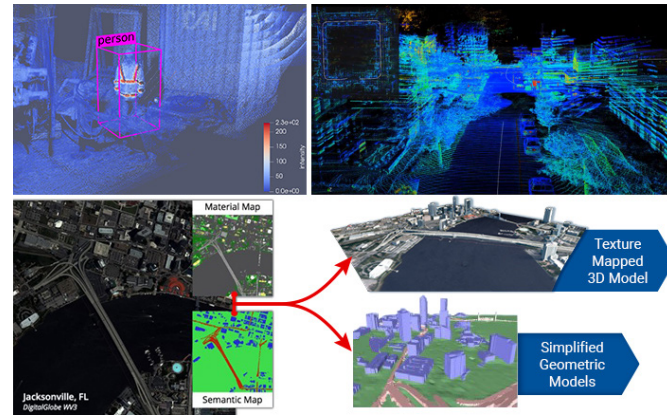 person
2.3e+02
200
150
100
50
0.0e+00
Intensity
Material Map
Semantic Map
Jacksonville, FL
DigitalGlobe WV3
Texture
Mapped
3D Model
Simplified
Geometric
Models